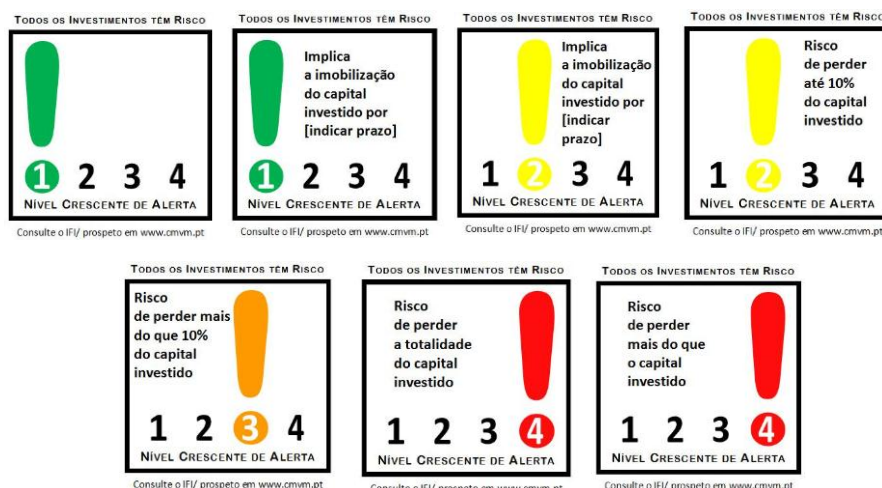 TODOS OS INVESTIMENTOS TÊM RISCO
1 2 3 4
NÍVEL CRESCENTE DE ALERTA
Consulte o IFI/ prospeto em www.cmvm.pt
TODOS OS INVESTIMENTOS TÊM RISCO
Implica
a imobilização
do capital
investido por
[indicar prazo]
1 2 3 4
NÍVEL CRESCENTE DE ALERTA
Consulte o IFI/ prospeto em www.cmvm.pt
TODOS OS INVESTIMENTOS TÊM RISCO
Implica
a imobilização
do capital
investido por
[indicar
prazo]
1 2 3 4
NÍVEL CRESCENTE DE ALERTA
Consulte o IFI/ prospeto em www.cmvm.pt
TODOS OS INVESTIMENTOS TÊM RISCO
Risco
de perder
até 10%
do capital
investido
1 2 3 4
NÍVEL CRESCENTE DE ALERTA
Consulte o IFI/ prospeto em www.cmvm.pt
TODOS OS INVESTIMENTOS TÊM RISCO
Risco
de perder mais
do que 10%
do capital
investido
1 2 3 4
NÍVEL CRESCENTE DE ALERTA
Consulte o IFI/ prospeto em www.cmvm.pt
TODOS OS INVESTIMENTOS TÊM RISCO
Risco
de perder
a totalidade
do capital
investido
1 2 3 4
NÍVEL CRESCENTE DE ALERTA
Consulte o IFI/ prospeto em www.cmvm.pt
TODOS OS INVESTIMENTOS TÊM RISCO
Risco
de perder
mais do que
o capital
investido
1 2 3 4
NÍVEL CRESCENTE DE ALERTA
Consulte o IFI/ prospeto em www.cmvm.pt